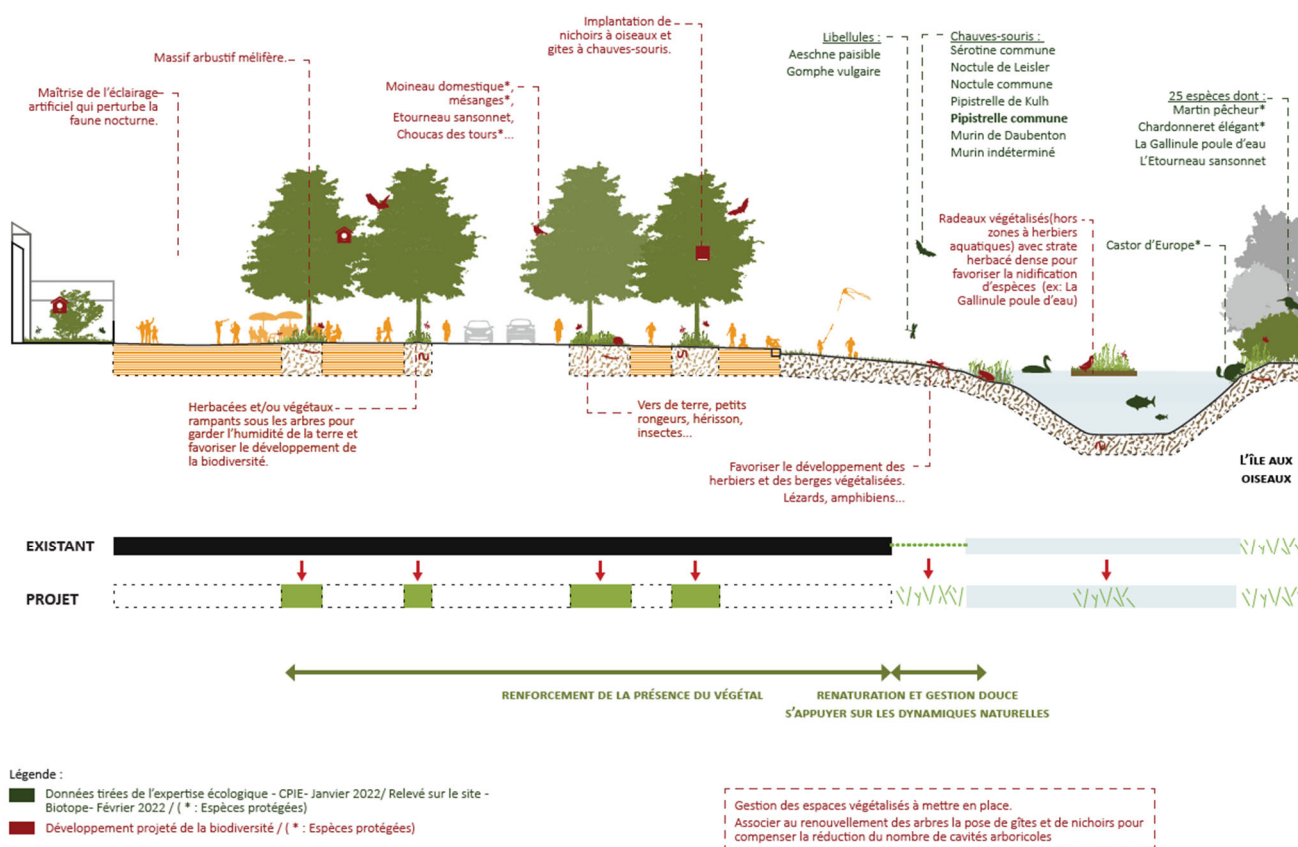 Implantation de
nichoirs à oiseaux et
gites à chauves-souris.
Massif arbustif mélifère.
Maîtrise de l'éclairage
artificiel qui perturbe la
faune nocturne.
Moineau domestique*,
mésanges*,
Etourneau sansonnet,
Choucas des tours*...
Libellules :
Aeschne paisible
Gomphe vulgaire
Chauves-souris :
Sérotine commune
Noctule de Leisler
Noctule commune
Pipistrelle de Kulh
Pipistrelle commune
Murin de Daubenton
Murin indéterminé
25 espèces dont :
Martin pêcheur*
Chardonneret élégant*
La Gallinule poule d'eau
L'Etourneau sansonnet
Radeaux végétalisés(hors
zones à herbiers
aquatiques) avec strate
herbacé dense pour
favoriser la nidification
d'espèces (ex: La
Gallinule poule d'eau)
Castor d'Europe*
Herbacées et/ou végétaux
rampants sous les arbres pour
garder l'humidité de la terre et
favoriser le développement de
la biodiversité.
Vers de terre, petits
rongeurs, hérisson,
insectes...
Favoriser le développement des
herbiers et des berges végétalisées.
Lézards, amphibiens...
L'ÎLE AUX
OISEAUX
EXISTANT
PROJET
RENFORCEMENT DE LA PRÉSENCE DU VÉGÉTAL
RENATURATION ET GESTION DOUCE
S'APPUYER SUR LES DYNAMIQUES NATURELLES
Légende :
Données tirées de l'expertise écologique - CPIE- Janvier 2022/ Relevé sur le site -
Biotope- Février 2022 / ( * : Espèces protégées)
Développement projeté de la biodiversité / ( * : Espèces protégées)
Gestion des espaces végétalisés à mettre en place.
Associer au renouvellement des arbres la pose de gîtes et de nichoirs pour
compenser la réduction du nombre de cavités arboricoles